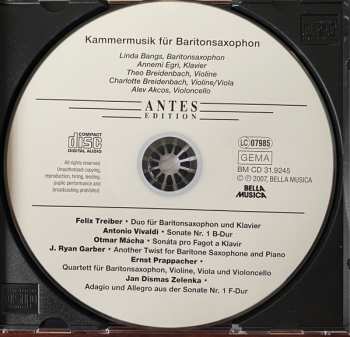 Kammermusik für Baritonsaxophon
Linda Bangs, Baritonsaxophon
Annemi Egri, Klavier
Theo Breidenbach, Violine
Charlotte Breidenbach, Violine/Viola
Alev Akcos, Violoncello
ANTES
EDITION
COMPACT
disc
DIGITAL AUDIO
All rights reserved.
Unauthorized copying,
reproduction, hiring, lending,
public performance and
broadcasting prohibited.
LC 07985
GEMA
BM CD 31.9245
℗ © 2007, BELLA MUSICA
BELLA
MUSICA
Felix Treiber • Duo für Baritonsaxophon und Klavier
Antonio Vivaldi • Sonate Nr. 1 B-Dur
Otmar Mácha • Sonáta pro Fagot a Klavir
J. Ryan Garber • Another Twist for Baritone Saxophone and Piano
Ernst Prappacher •
Quartett für Baritonsaxophon, Violine, Viola und Violoncello
Jan Dismas Zelenka •
Adagio und Allegro aus der Sonate Nr. 1 F-Dur